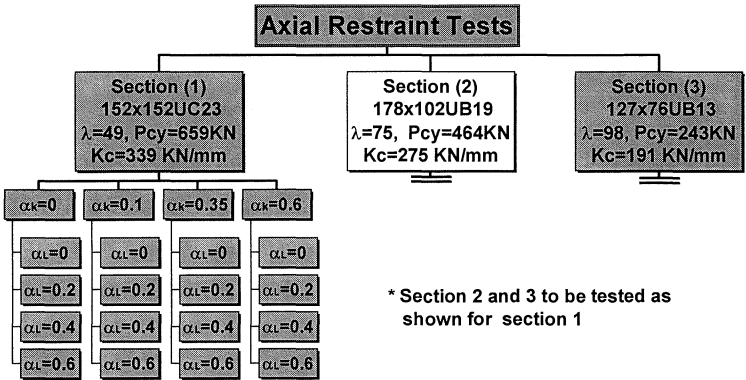 Axial Restraint Tests
Section (1)
152x152UC23
λ=49, Pcy=659KN
Kc=339 KN/mm
Section (2)
178x102UB19
λ=75, Pcy=464KN
Kc=275 KN/mm
Section (3)
127x76UB13
λ=98, Pcy=243KN
Kc=191 KN/mm
αk=0
αk=0.1
αk=0.35
αk=0.6
αL=0
αL=0
αL=0
αL=0
αL=0.2
αL=0.2
αL=0.2
αL=0.2
αL=0.4
αL=0.4
αL=0.4
αL=0.4
αL=0.6
αL=0.6
αL=0.6
αL=0.6
* Section 2 and 3 to be tested as
shown for section 1